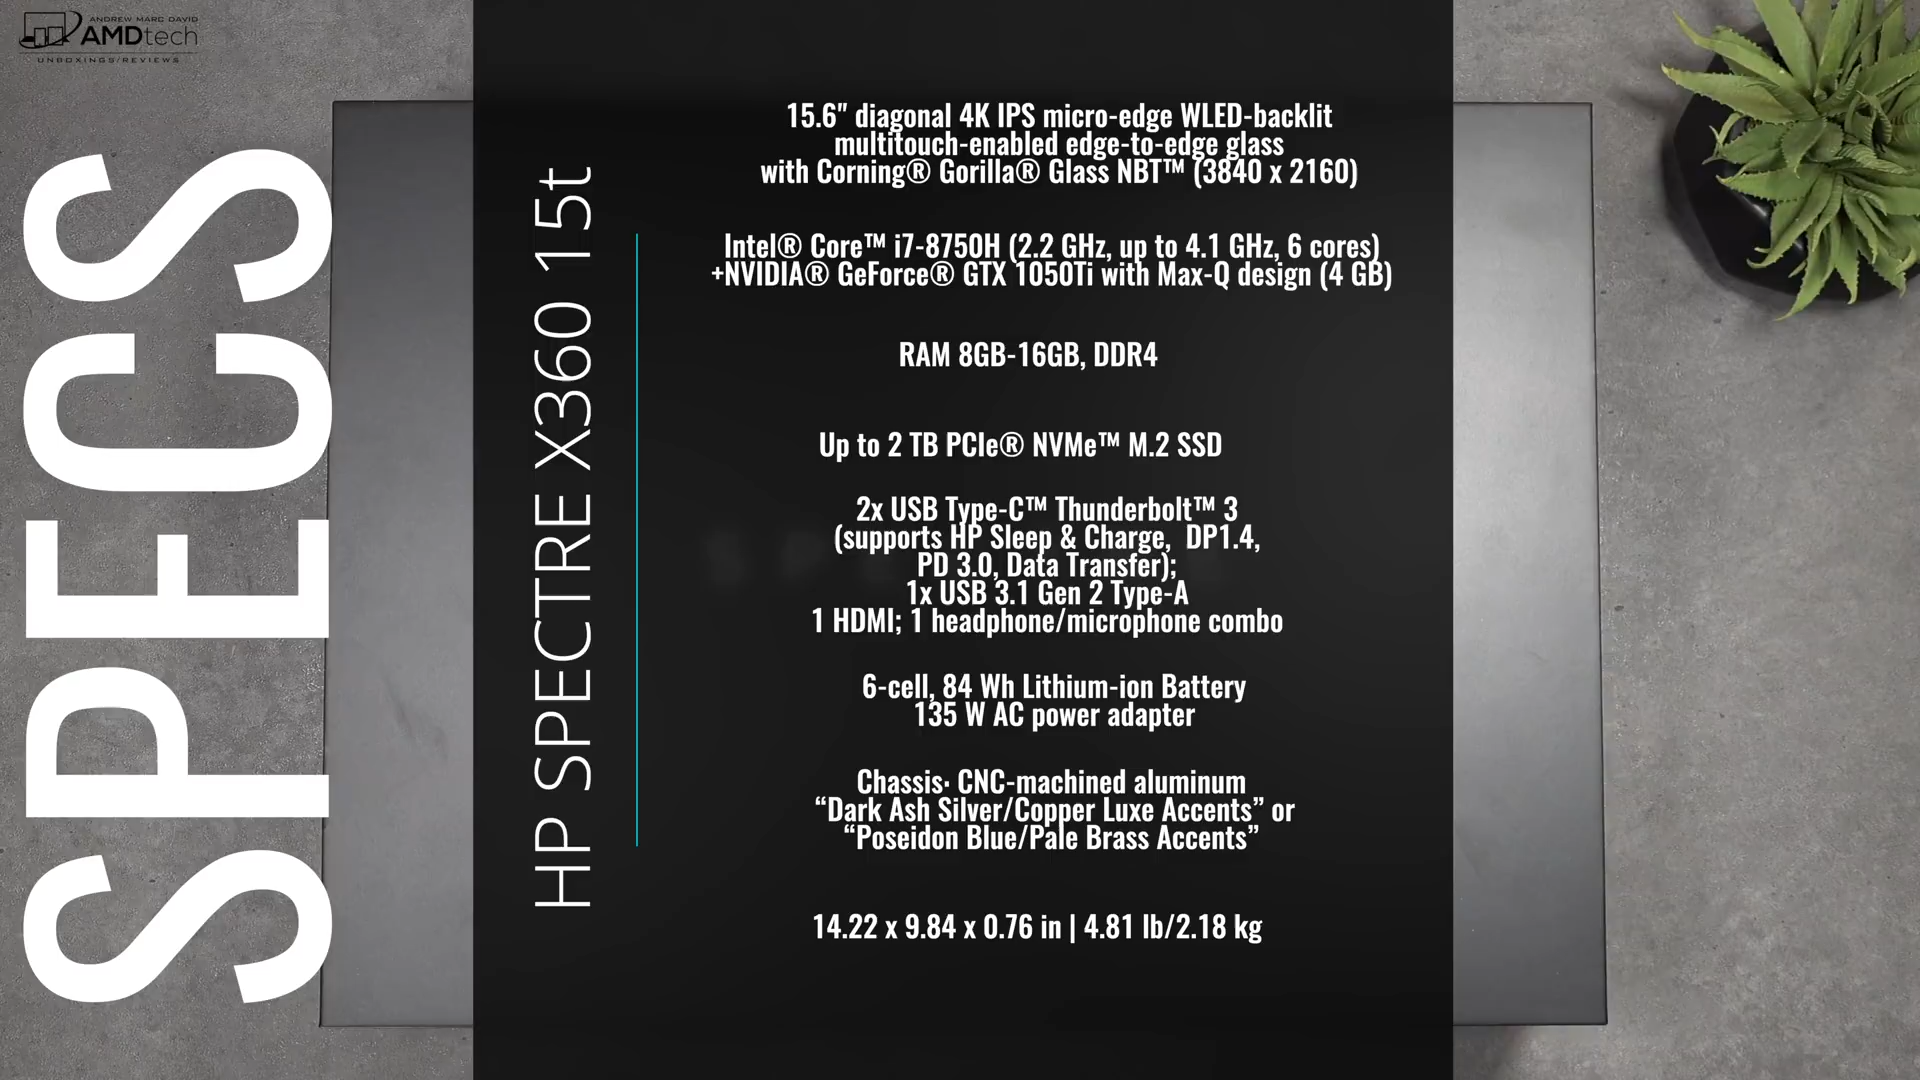 ANDREW MARC DAVID
AMDtech
UNBOXINGS/REVIEWS
SPECS
HP SPECTRE X360 15t
15.6" diagonal 4K IPS micro-edge WLED-backlit
multitouch-enabled edge-to-edge glass
with Corning® Gorilla® Glass NBT™ (3840 x 2160)
Intel® Core™ i7-8750H (2.2 GHz, up to 4.1 GHz, 6 cores)
+NVIDIA® GeForce® GTX 1050Ti with Max-Q design (4 GB)
RAM 8GB-16GB, DDR4
Up to 2 TB PCIe® NVMe™ M.2 SSD
2x USB Type-C™ Thunderbolt™ 3
(supports HP Sleep & Charge, DP1.4,
PD 3.0, Data Transfer);
1x USB 3.1 Gen 2 Type-A
1 HDMI; 1 headphone/microphone combo
6-cell, 84 Wh Lithium-ion Battery
135 W AC power adapter
Chassis· CNC-machined aluminum
“Dark Ash Silver/Copper Luxe Accents” or
“Poseidon Blue/Pale Brass Accents”
14.22 x 9.84 x 0.76 in | 4.81 lb/2.18 kg